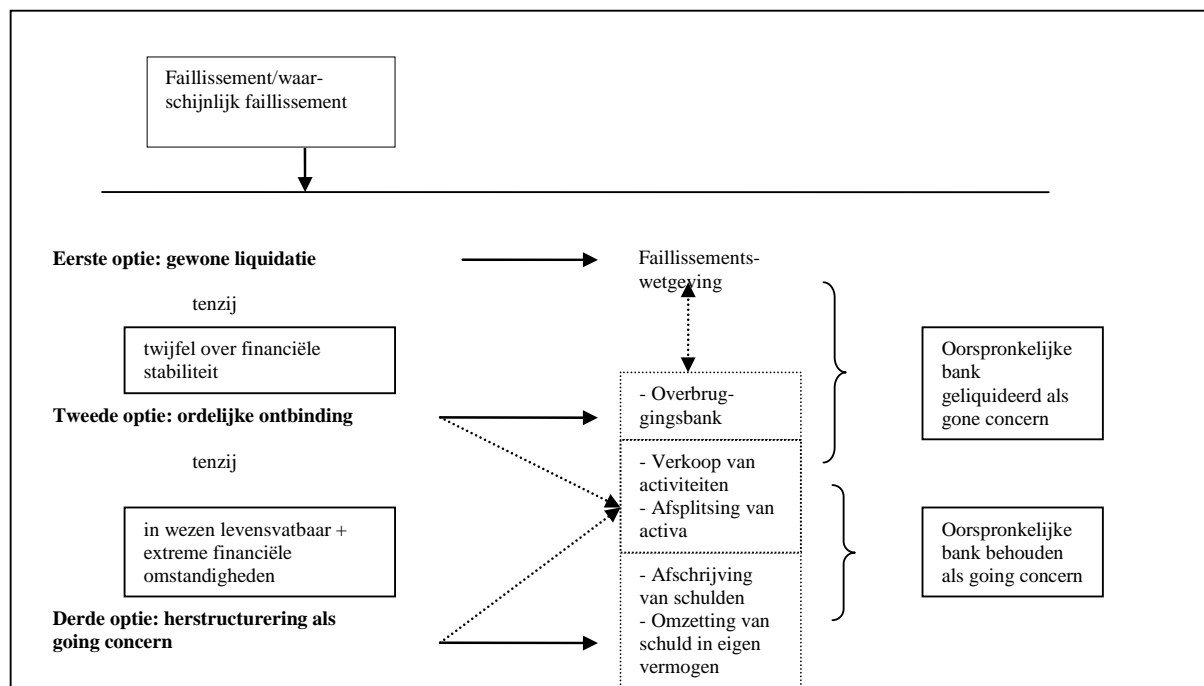 Faillissement/waar-
schijnlijk faillissement
Eerste optie: gewone liquidatie
Faillissements-
wetgeving
tenzij
twijfel over financiële
stabiliteit
Oorspronkelijke
bank
geliquideerd als
gone concern
- Overbrug-
gingsbank
Tweede optie: ordelijke ontbinding
tenzij
- Verkoop van
activiteiten
- Afsplitsing van
activa
in wezen levensvatbaar +
extreme financiële
omstandigheden
Oorspronkelijke
bank behouden
als going concern
- Afschrijving
van schulden
- Omzetting van
schuld in eigen
vermogen
Derde optie: herstructurering als
going concern